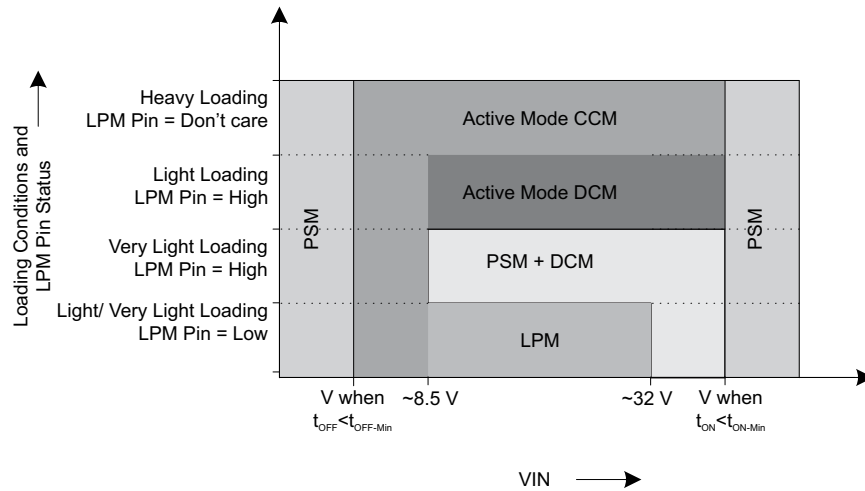 Loading Conditions and
LPM Pin Status
Heavy Loading
LPM Pin = Don't care
Light Loading
LPM Pin = High
Very Light Loading
LPM Pin = High
Light/ Very Light Loading
LPM Pin = Low
PSM
Active Mode CCM
Active Mode DCM
PSM + DCM
LPM
PSM
V when
tOFF<tOFF-Min
~8.5 V
~32 V
V when
tON<tON-Min
VIN